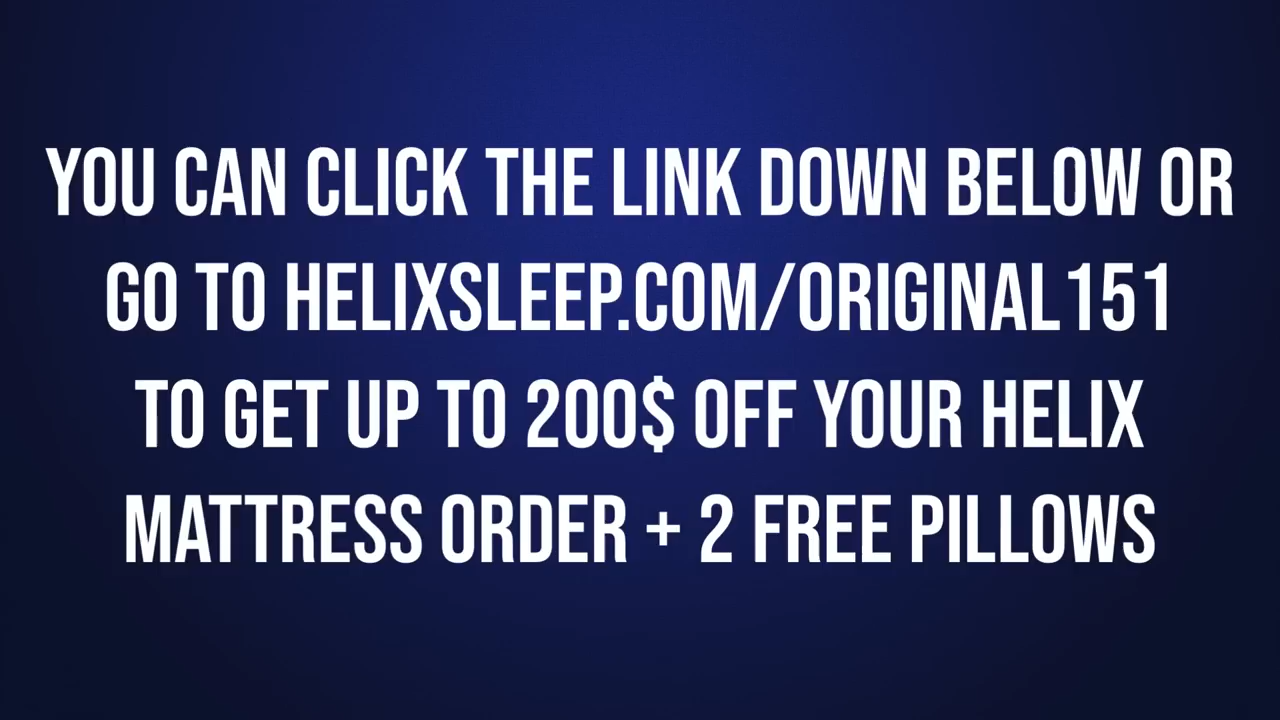 YOU CAN CLICK THE LINK DOWN BELOW OR
GO TO HELIXSLEEP.COM/ORIGINAL151
TO GET UP TO 200$ OFF YOUR HELIX
MATTRESS ORDER + 2 FREE PILLOWS